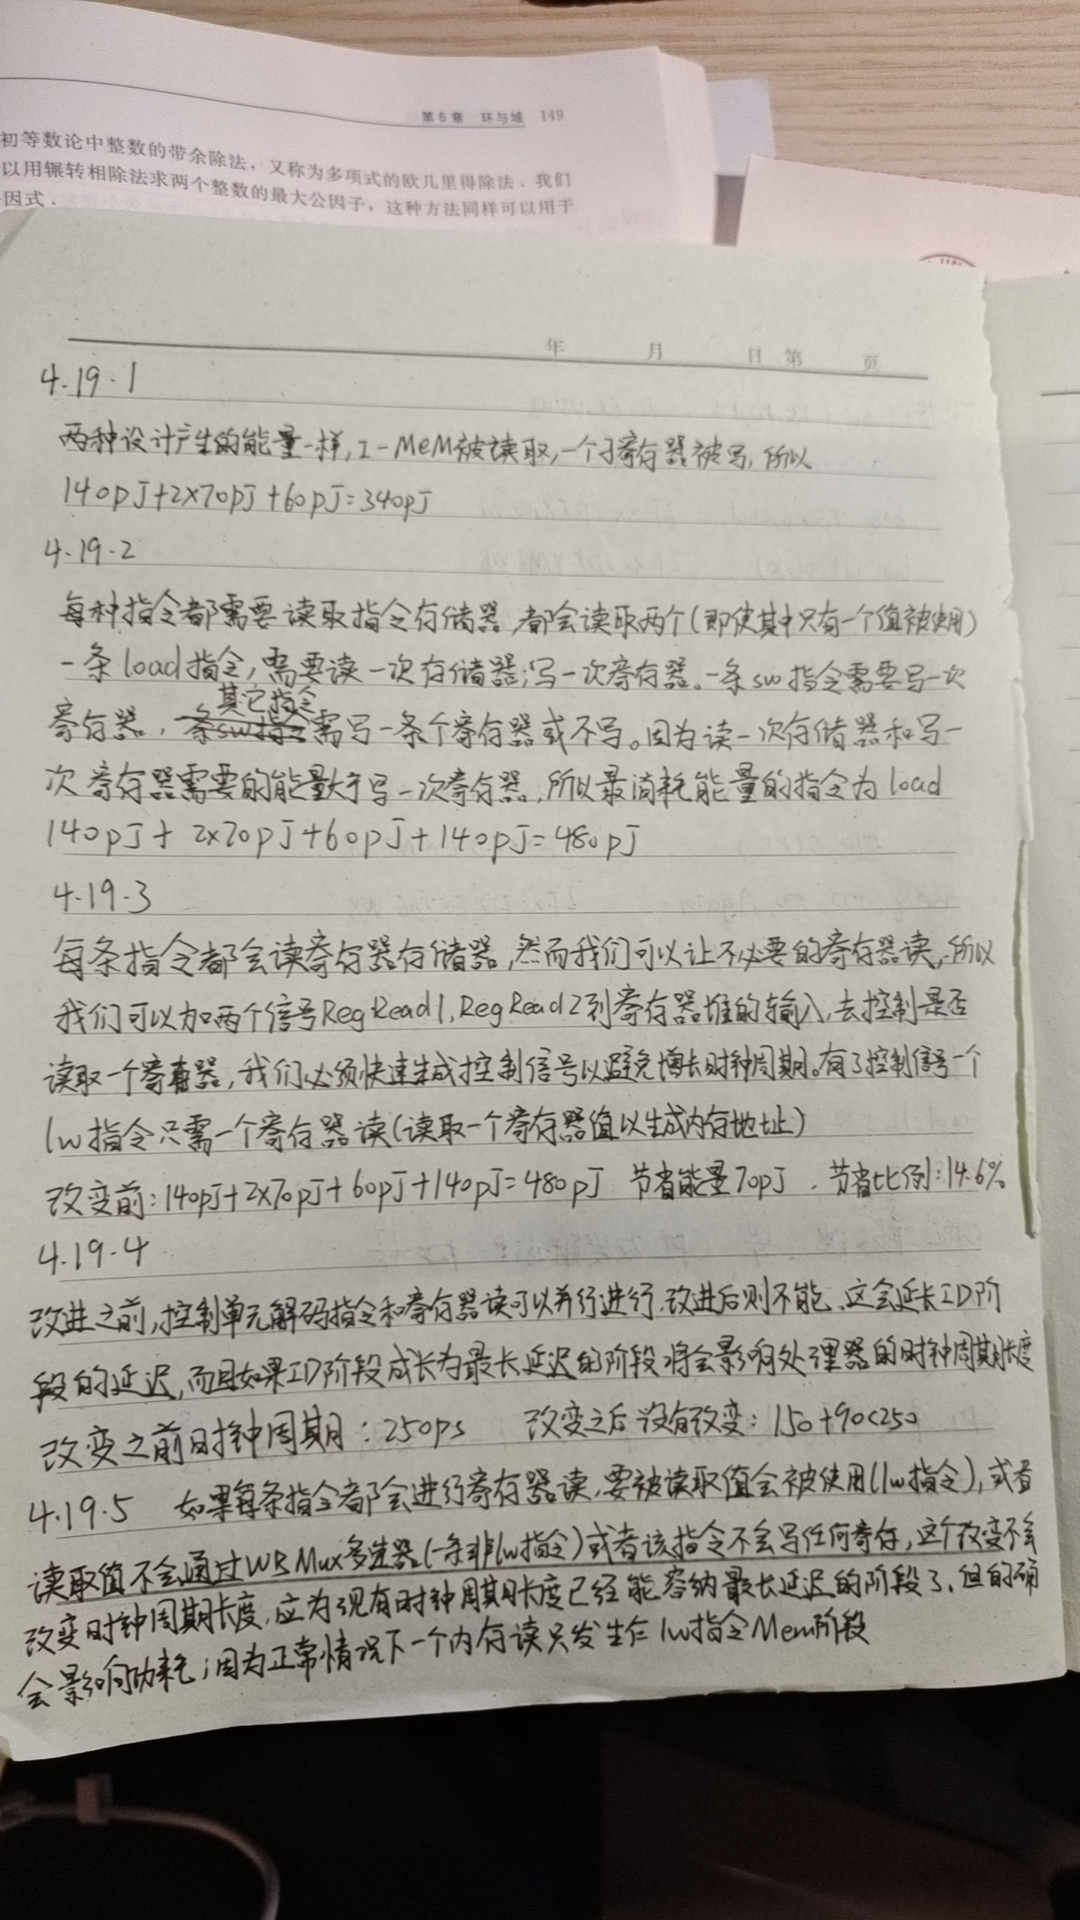 第6章 环与域 149
初等数论中整数的带余除法，又称为多项式的欧几里得除法．我们
以用辗转相除法求两个整数的最大公因子，这种方法同样可以用于
因式．
年 月 日 第 页
4.19.1
两种设计产生的能量一样,I-MeM被读取,一个寄存器被写,所以
140pJ+2×70pJ+60pJ=340pJ
4.19.2
每种指令都需要读取指令存储器,都会读取两个(即使其中只有一个值被使用)
一条load指令,需要读一次存储器;写一次寄存器。一条sw指令需要写一次
其它指令
寄存器,一条sw指令需写一条个寄存器或不写。因为读一次存储器和写一
次寄存器需要的能量大于写一次寄存器,所以最消耗能量的指令为load
140pJ+2×70pJ+60pJ+140pJ=480pJ
4.19.3
每条指令都会读寄存器存储器,然而我们可以让不必要的寄存器读,所以
我们可以加两个信号RegRead1,RegRead2到寄存器堆的输入,去控制是否
读取一个寄存器,我们必须快速生成控制信号以避免增长时钟周期。有了控制信号一个
lw指令只需一个寄存器读(读取一个寄存器值以生成内存地址)
改变前:140pJ+2×70pJ+60pJ+140pJ=480pJ 节省能量70pJ.节省比例:14.6%
4.19.4
改进之前,控制单元解码指令和寄存器读可以并行进行,改进后则不能,这会延长ID阶
段的延迟,而且如果ID阶段成长为最长延迟的阶段将会影响处理器的时钟周期长度
改变之前时钟周期:250ps 改变之后没有改变:150+90<250
4.19.5 如果每条指令都会进行寄存器读,要被读取值会被使用(lw指令),或者
读取值不会通过WB Mux多选器(一条非lw指令)或者该指令不会写任何寄存,这个改变不会
改变时钟周期长度,应为现有时钟周期长度已经能容纳最长延迟的阶段了,但的确
会影响功耗;因为正常情况下一个内存读只发生在lw指令Mem阶段